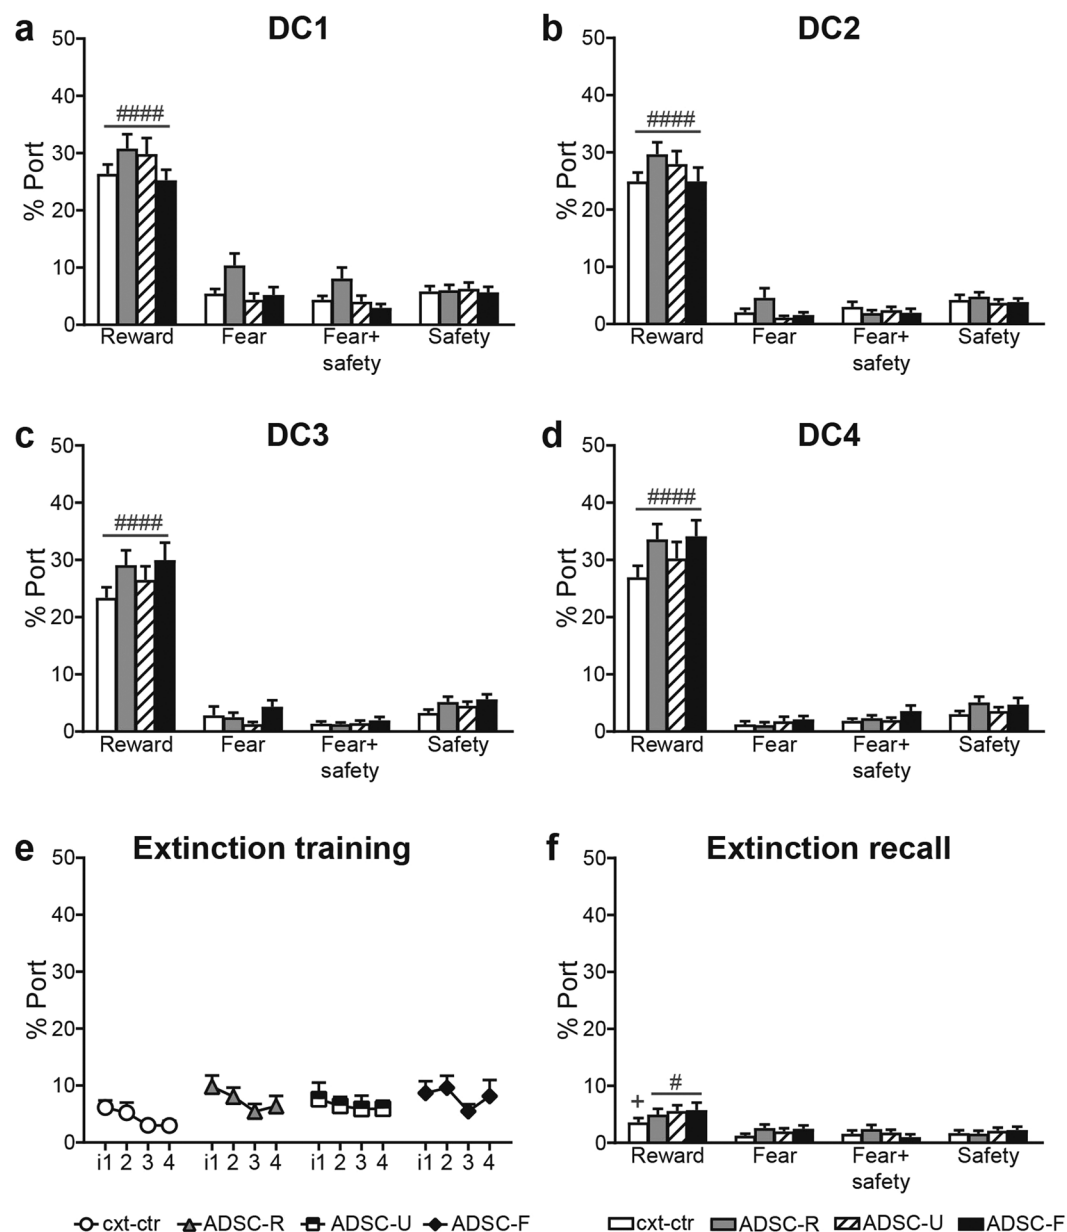 a DC1
50
40
30
20
10
0
% Port
####
Reward Fear Fear+ safety Safety
b DC2
50
40
30
20
10
0
% Port
####
Reward Fear Fear+ safety Safety
c DC3
50
40
30
20
10
0
% Port
####
Reward Fear Fear+ safety Safety
d DC4
50
40
30
20
10
0
% Port
####
Reward Fear Fear+ safety Safety
e Extinction training
50
40
30
20
10
0
% Port
i1 2 3 4 i1 2 3 4 i1 2 3 4 i1 2 3 4
cxt-ctr ADSC-R ADSC-U ADSC-F
f Extinction recall
50
40
30
20
10
0
% Port
+ #
Reward Fear Fear+ safety Safety
cxt-ctr ADSC-R ADSC-U ADSC-F